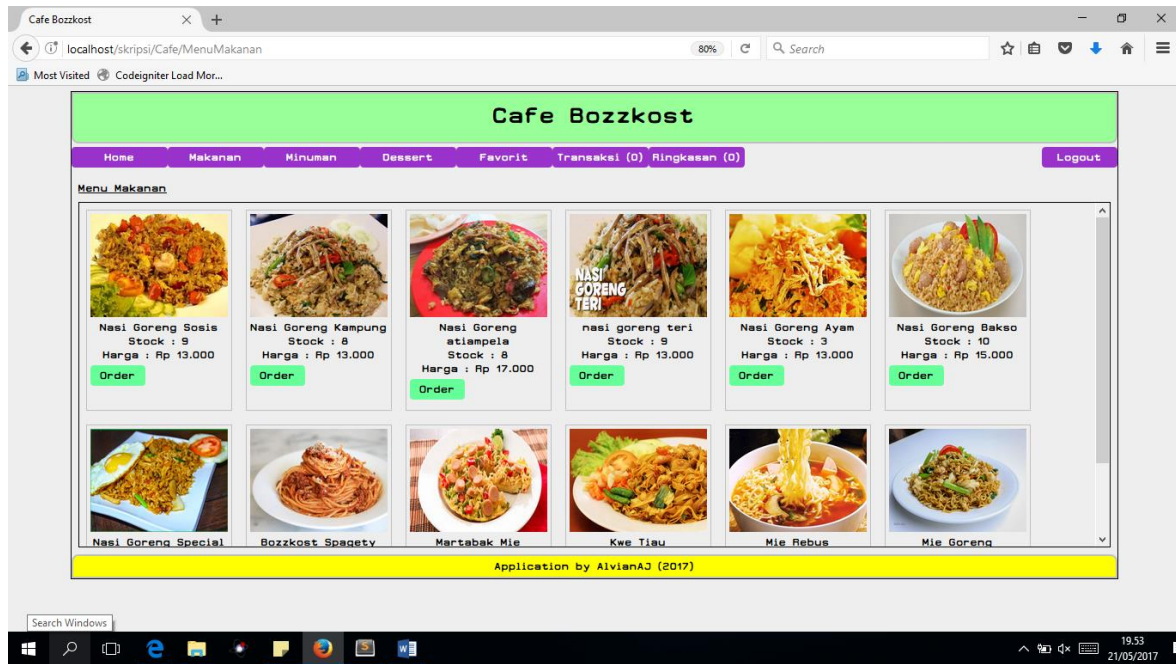 Cafe Bozzkost
localhost/skripsi/Cafe/MenuMakanan
80%
Search
Most Visited
Codeigniter Load Mor...
Cafe Bozzkost
Home
Makanan
Minuman
Dessert
Favorit
Transaksi (0)
Ringkasan (0)
Logout
Menu Makanan
NASI
GORENG
TERI
Nasi Goreng Sosis
Stock : 9
Harga : Rp 13.000
Order
Nasi Goreng Kampung
Stock : 8
Harga : Rp 13.000
Order
Nasi Goreng
atiampela
Stock : 8
Harga : Rp 17.000
Order
nasi goreng teri
Stock : 9
Harga : Rp 13.000
Order
Nasi Goreng Ayam
Stock : 3
Harga : Rp 13.000
Order
Nasi Goreng Bakso
Stock : 10
Harga : Rp 15.000
Order
Nasi Goreng Special
Bozzkost Spagety
Martabak Mie
Kwe Tiau
Mie Rebus
Mie Goreng
Application by AlvianAJ (2017)
Search Windows
19.53
21/05/2017